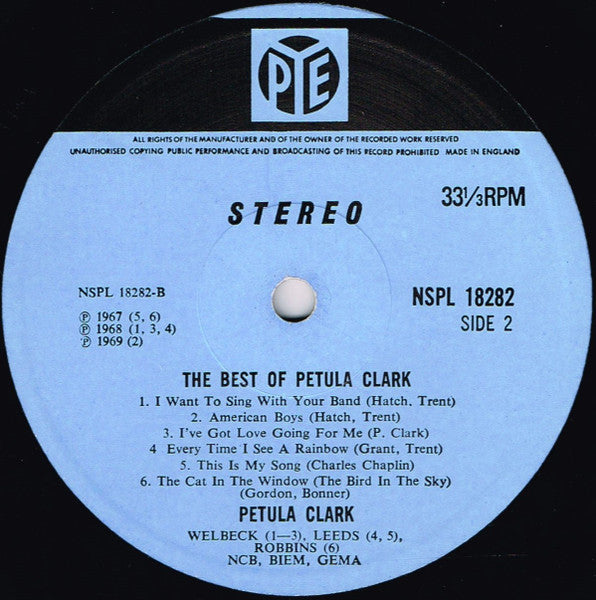 PYE
ALL RIGHTS OF THE MANUFACTURER AND OF THE OWNER OF THE RECORDED WORK RESERVED
UNAUTHORISED COPYING PUBLIC PERFORMANCE AND BROADCASTING OF THIS RECORD PROHIBITED MADE IN ENGLAND
STEREO
33⅓RPM
NSPL 18282-B
℗ 1967 (5, 6)
℗ 1968 (1, 3, 4)
℗ 1969 (2)
NSPL 18282
SIDE 2
THE BEST OF PETULA CLARK
1. I Want To Sing With Your Band (Hatch, Trent)
2. American Boys (Hatch, Trent)
3. I've Got Love Going For Me (P. Clark)
4 Every Time I See A Rainbow (Grant, Trent)
5. This Is My Song (Charles Chaplin)
6. The Cat In The Window (The Bird In The Sky)
(Gordon, Bonner)
PETULA CLARK
WELBECK (1—3), LEEDS (4, 5),
ROBBINS (6)
NCB, BIEM, GEMA